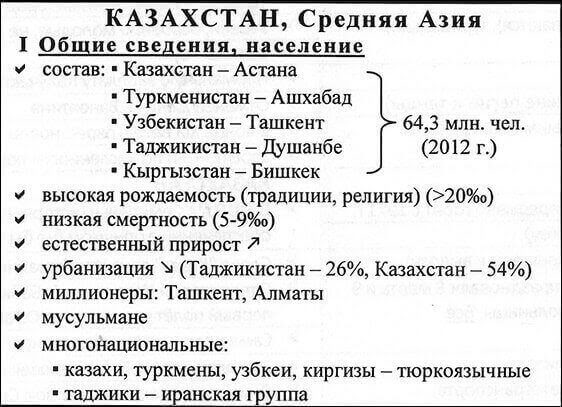 КАЗАХСТАН, Средняя Азия
I Общие сведения, население
✓ состав: ▪ Казахстан – Астана
▪ Туркменистан – Ашхабад
▪ Узбекистан – Ташкент
▪ Таджикистан – Душанбе
▪ Кыргызстан – Бишкек
64,3 млн. чел.
(2012 г.)
✓ высокая рождаемость (традиции, религия) (>20‰)
✓ низкая смертность (5-9‰)
✓ естественный прирост ↗
✓ урбанизация ↘ (Таджикистан – 26%, Казахстан – 54%)
✓ миллионеры: Ташкент, Алматы
✓ мусульмане
✓ многонациональные:
▪ казахи, туркмены, узбеки, киргизы – тюркоязычные
▪ таджики – иранская группа